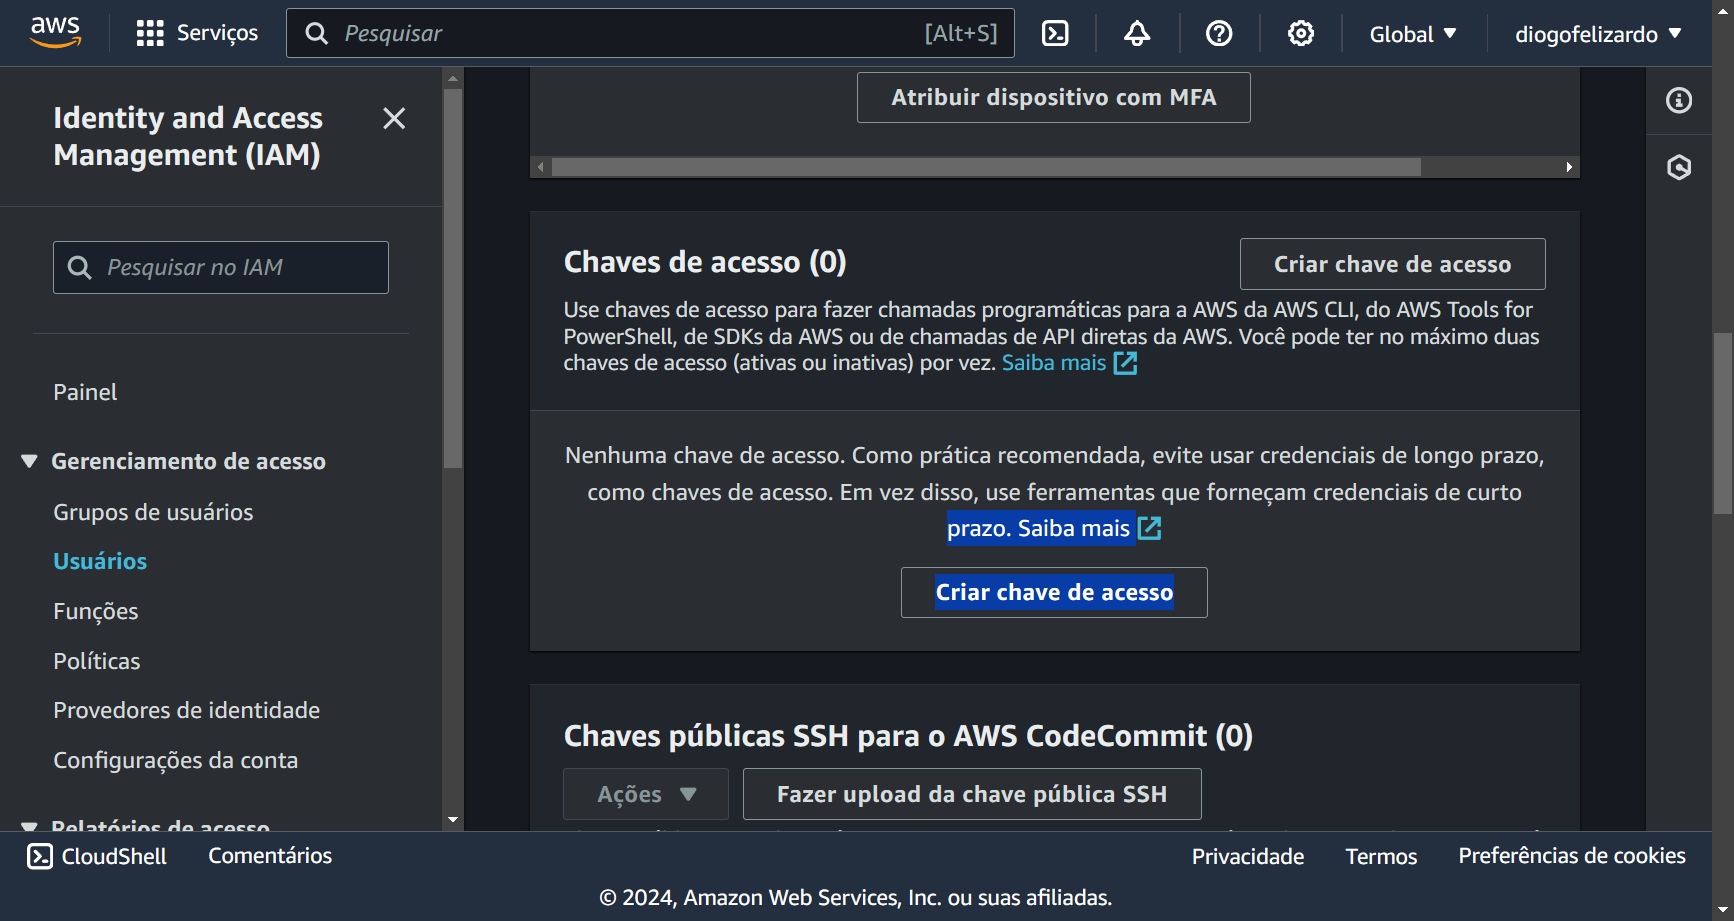 aws
Serviços
Pesquisar
[Alt+S]
Global
diogofelizardo
Identity and Access
Management (IAM)
Pesquisar no IAM
Painel
Gerenciamento de acesso
Grupos de usuários
Usuários
Funções
Políticas
Provedores de identidade
Configurações da conta
Relatórios de acesso
Atribuir dispositivo com MFA
Chaves de acesso (0)
Criar chave de acesso
Use chaves de acesso para fazer chamadas programáticas para a AWS da AWS CLI, do AWS Tools for
PowerShell, de SDKs da AWS ou de chamadas de API diretas da AWS. Você pode ter no máximo duas
chaves de acesso (ativas ou inativas) por vez. Saiba mais
Nenhuma chave de acesso. Como prática recomendada, evite usar credenciais de longo prazo,
como chaves de acesso. Em vez disso, use ferramentas que forneçam credenciais de curto
prazo. Saiba mais
Criar chave de acesso
Chaves públicas SSH para o AWS CodeCommit (0)
Ações
Fazer upload da chave pública SSH
CloudShell
Comentários
Privacidade
Termos
Preferências de cookies
© 2024, Amazon Web Services, Inc. ou suas afiliadas.